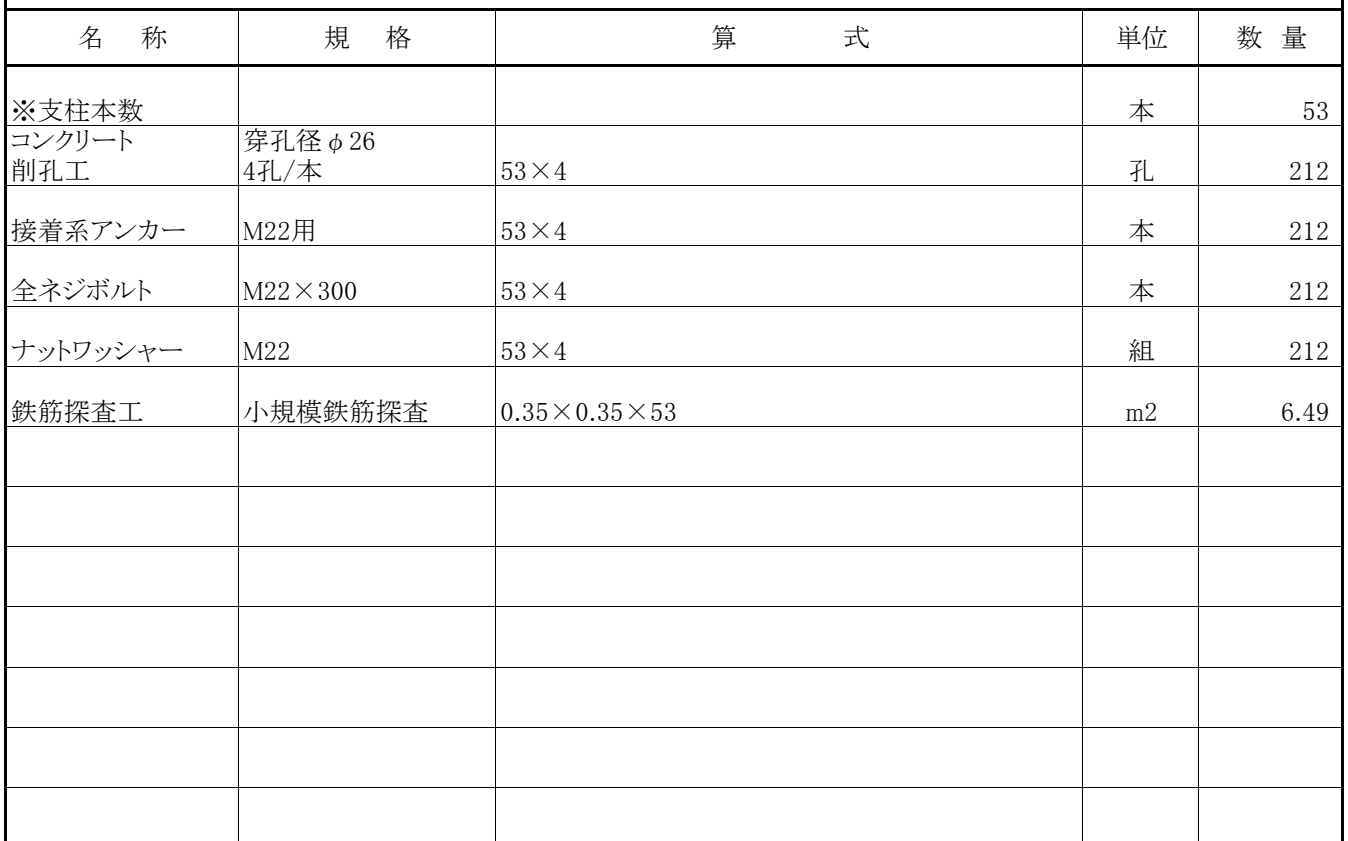 名 称 規 格 算 式 単位 数 量
※支柱本数 本 53
コンクリート 穿孔径φ26
削孔工 4孔/本 53×4 孔 212
接着系アンカー M22用 53×4 本 212
全ネジボルト M22×300 53×4 本 212
ナットワッシャー M22 53×4 組 212
鉄筋探査工 小規模鉄筋探査 0.35×0.35×53 m2 6.49